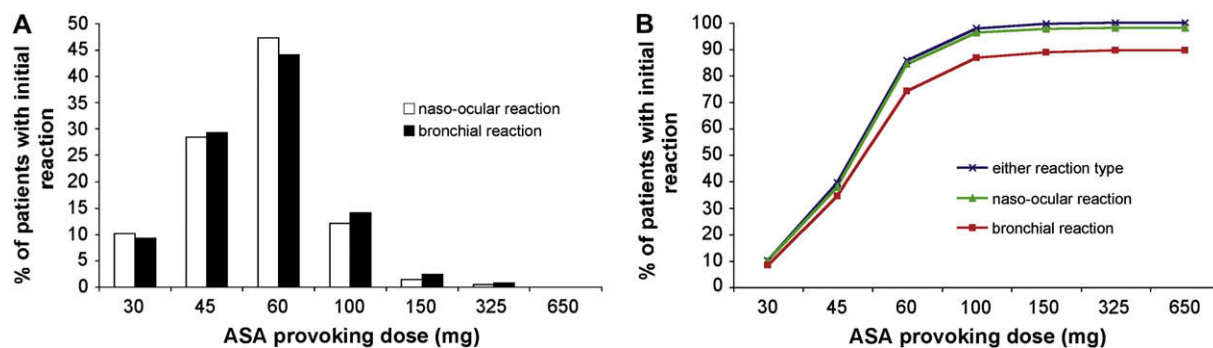 A
% of patients with initial
reaction
50
45
40
35
30
25
20
15
10
5
0
naso-ocular reaction
bronchial reaction
30 45 60 100 150 325 650
ASA provoking dose (mg)
B
% of patients with initial
reaction
100
90
80
70
60
50
40
30
20
10
0
either reaction type
naso-ocular reaction
bronchial reaction
30 45 60 100 150 325 650
ASA provoking dose (mg)